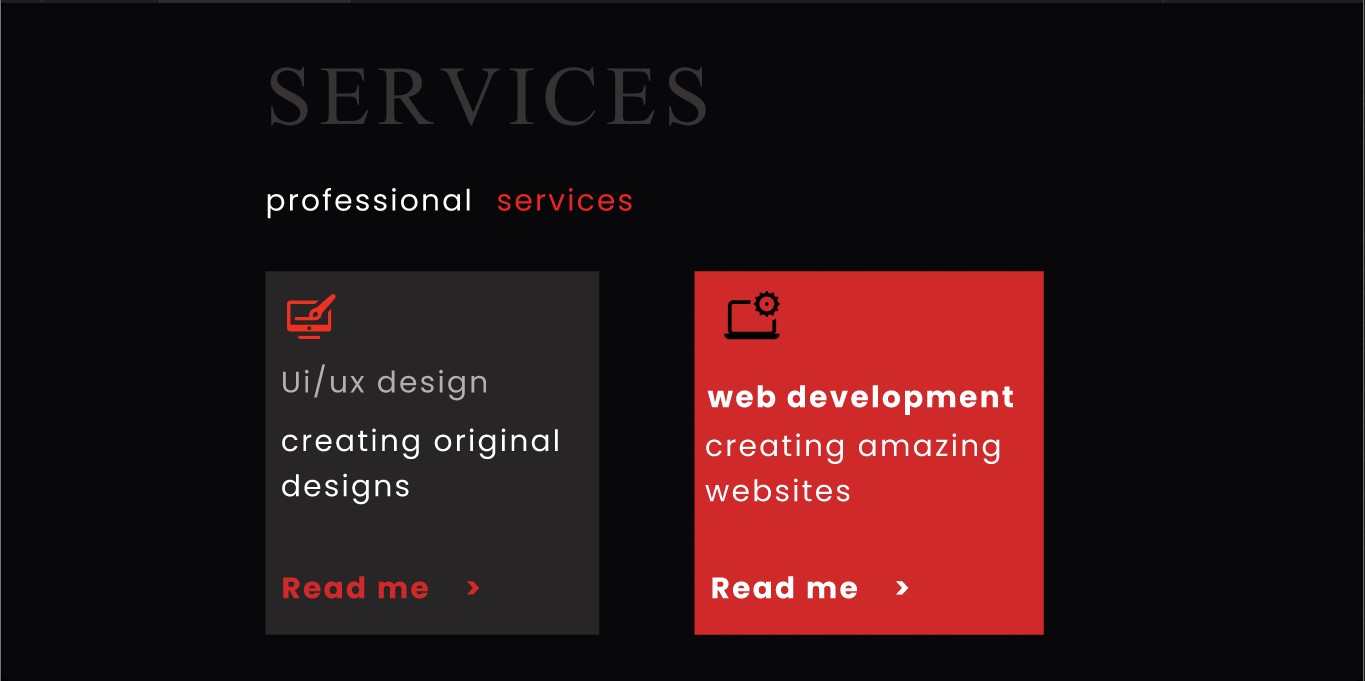 SERVICES
professional services
Ui/ux design
creating original
designs
Read me >
web development
creating amazing
websites
Read me >